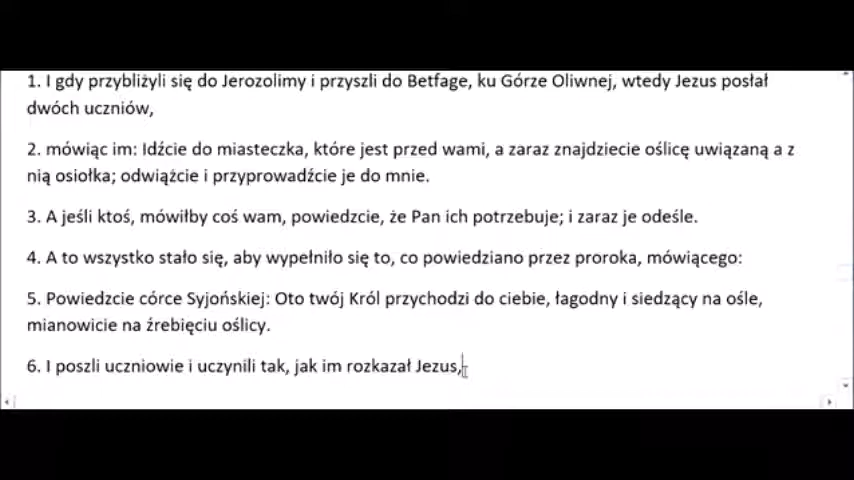 1. I gdy przybliżyli się do Jerozolimy i przyszli do Betfage, ku Górze Oliwnej, wtedy Jezus posłał
dwóch uczniów,
2. mówiąc im: Idźcie do miasteczka, które jest przed wami, a zaraz znajdziecie oślicę uwiązaną a z
nią osiołka; odwiążcie i przyprowadźcie je do mnie.
3. A jeśli ktoś, mówiłby coś wam, powiedzcie, że Pan ich potrzebuje; i zaraz je odeśle.
4. A to wszystko stało się, aby wypełniło się to, co powiedziano przez proroka, mówiącego:
5. Powiedzcie córce Syjońskiej: Oto twój Król przychodzi do ciebie, łagodny i siedzący na ośle,
mianowicie na źrebięciu oślicy.
6. I poszli uczniowie i uczynili tak, jak im rozkazał Jezus,